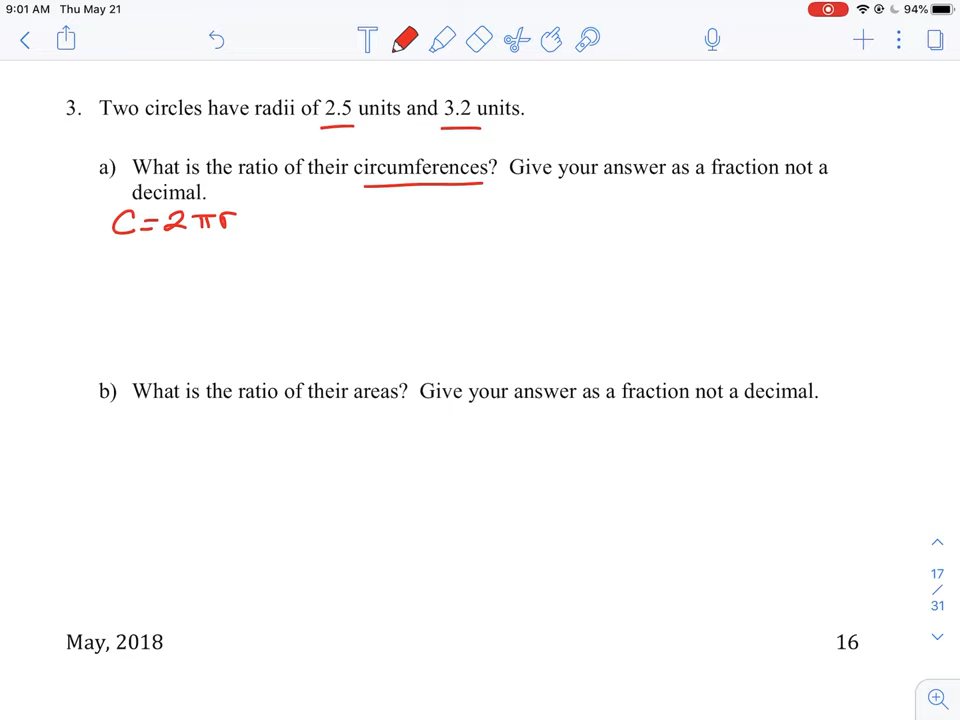 9:01 AM Thu May 21 94%
3. Two circles have radii of 2.5 units and 3.2 units.
a) What is the ratio of their circumferences? Give your answer as a fraction not a
decimal.
C = 2πr
b) What is the ratio of their areas? Give your answer as a fraction not a decimal.
17
/
31
May, 2018 16